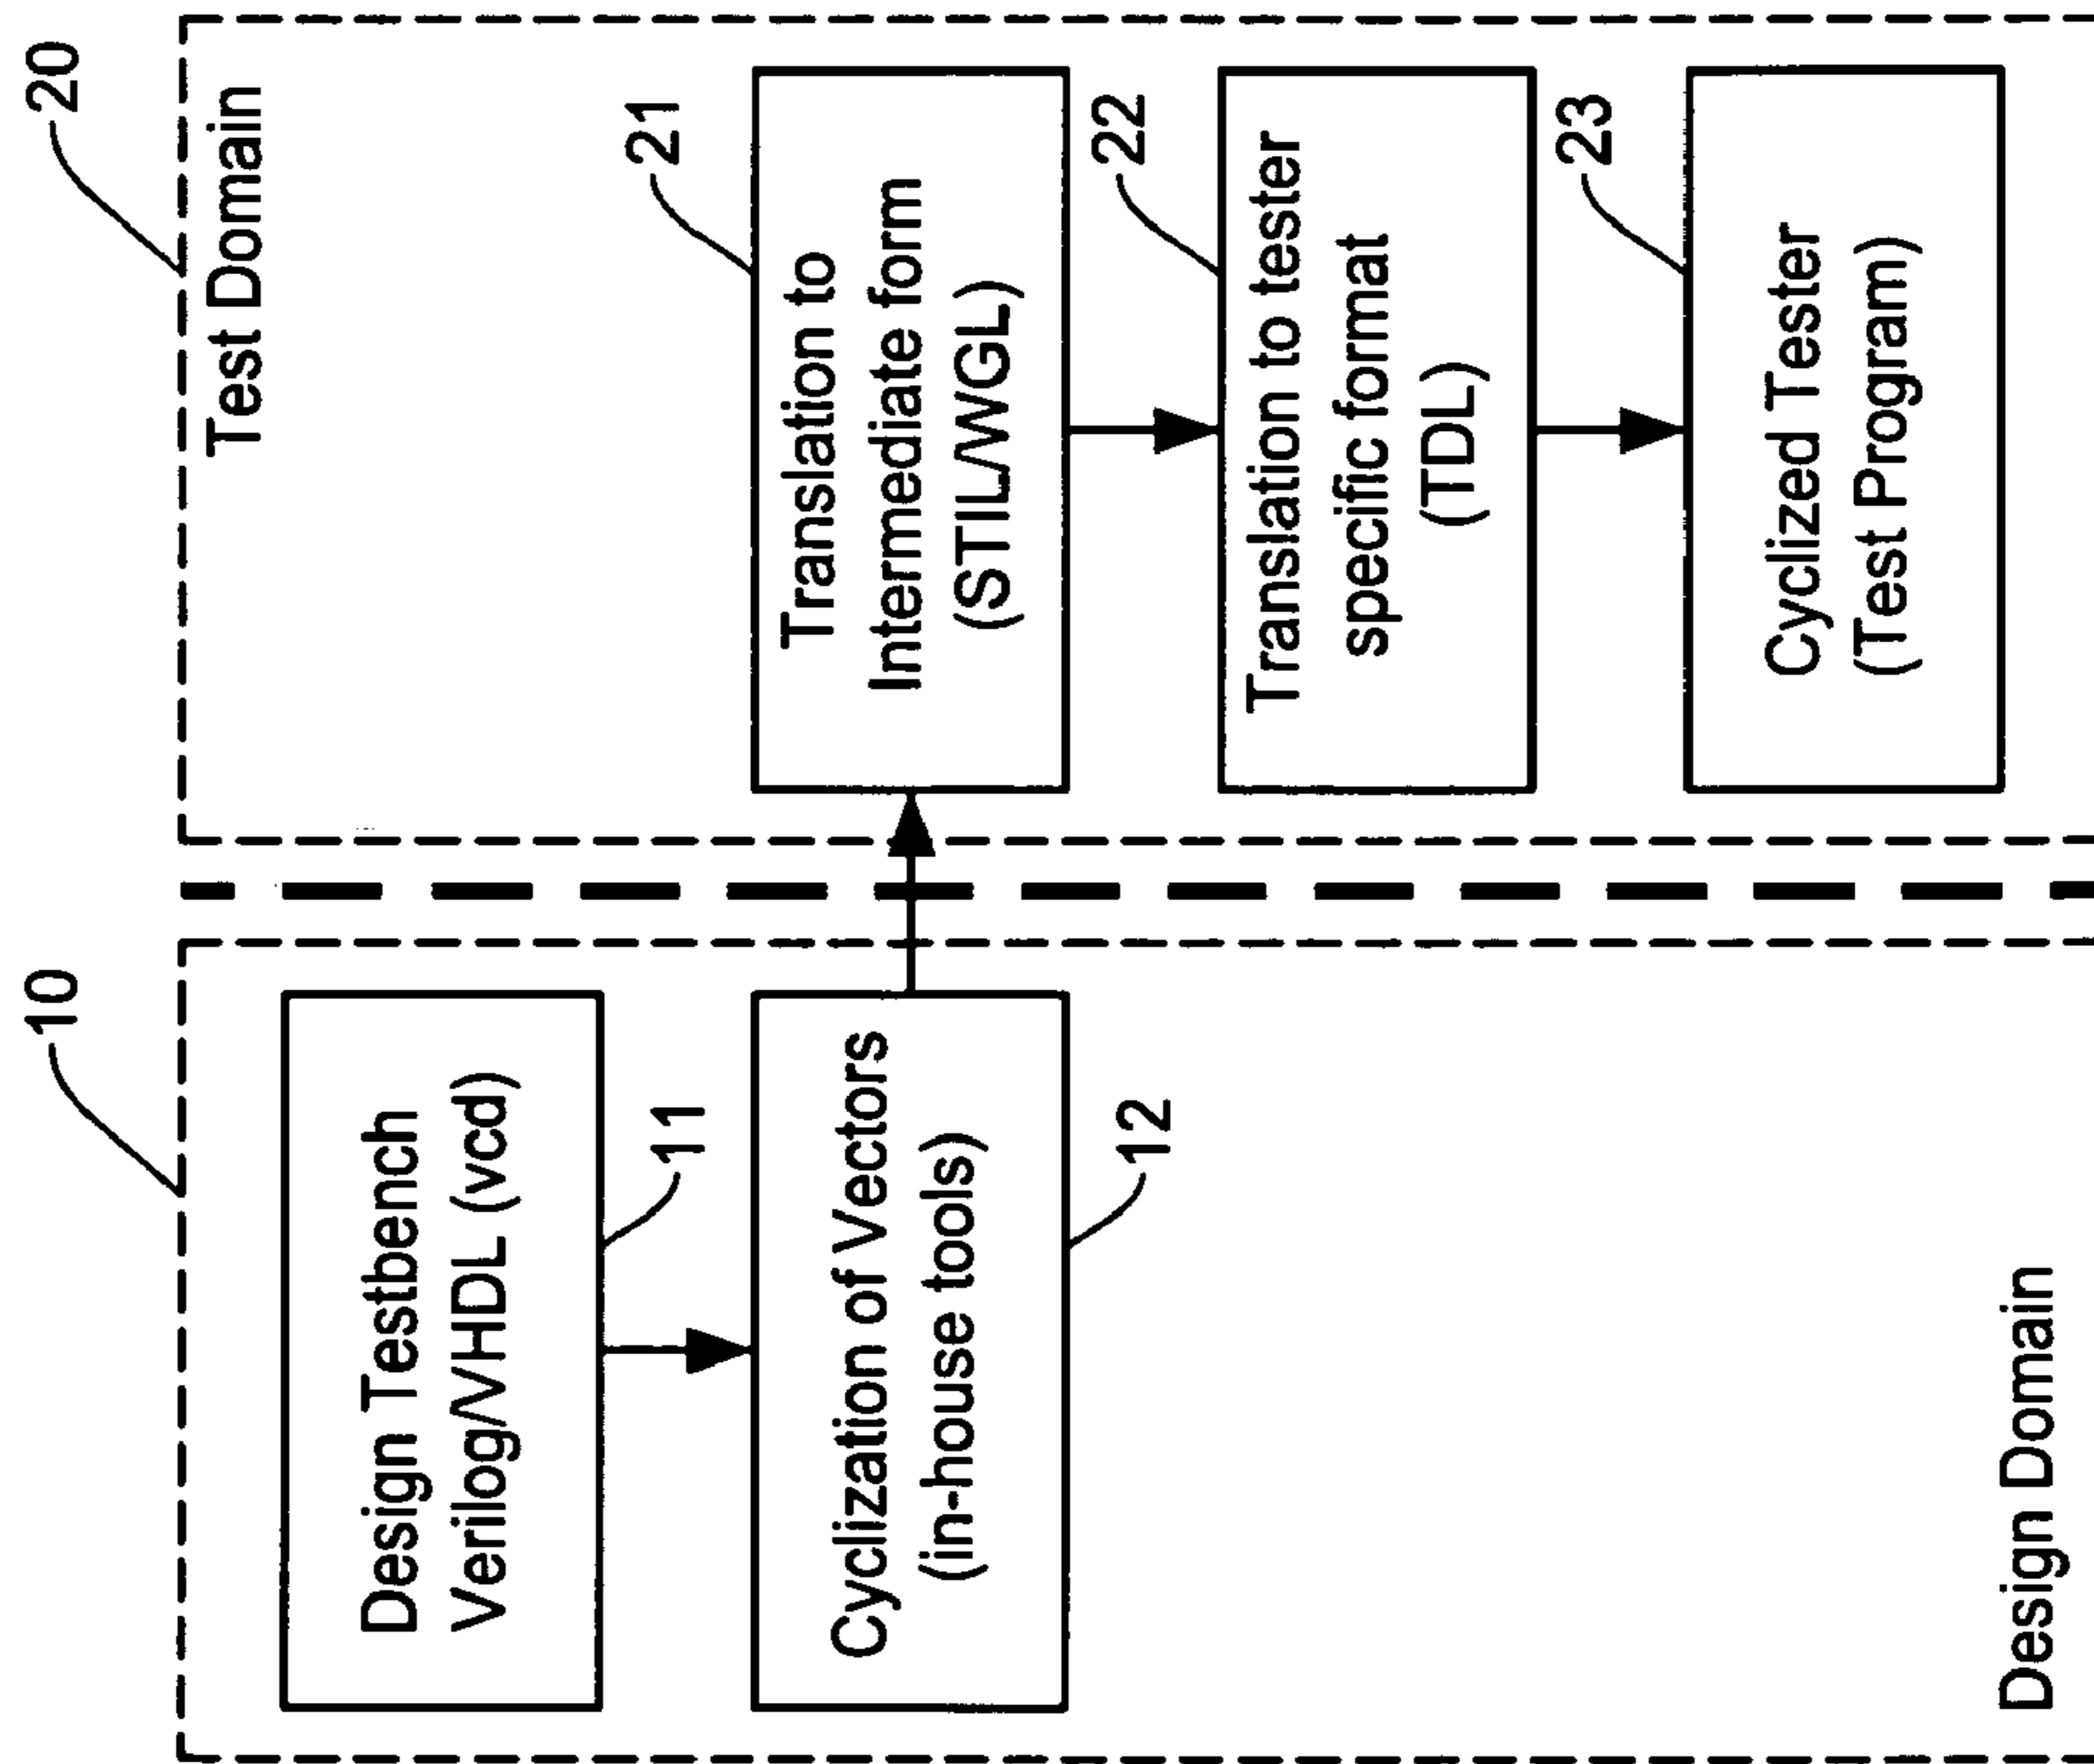 10
Design Testbench
Verilog/VHDL (vcd)
11
Cyclization of Vectors
(in-house tools)
12
Design Domain
20
Test Domain
21
Translation to
Intermediate form
(STIL/WGL)
22
Translation to tester
specific format
(TDL)
23
Cyclized Tester
(Test Program)